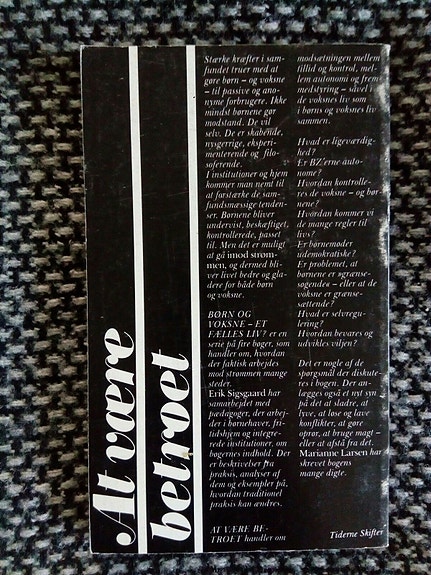 At være
betroet
Stærke kræfter i sam-
fundet truer med at
gøre børn – og voksne
– til passive og ano-
nyme forbrugere. Ikke
mindst børnene gør
modstand. De vil
selv. De er skabende,
nysgerrige, eksperi-
menterende og filo-
soferende.
I institutioner og hjem
kommer man nemt til
at forstærke de sam-
fundsmæssige tenden-
ser. Børnene bliver
undervist, beskæftiget,
kontrollerede, passet
til. Men det er muligt
at gå imod strøm-
men, og dermed bli-
ver livet bedre og gla-
dere for både børn
og voksne.
BØRN OG
VOKSNE – ET
FÆLLES LIV? er en
serie på fire bøger, som
handler om, hvordan
der faktisk arbejdes
mod strømmen mange
steder.
Erik Sigsgaard har
samarbejdet med
pædagoger, der arbej-
der i børnehaver, fri-
tidshjem og integre-
rede institutioner, om
bøgernes indhold. Der
er beskrivelser fra
praksis, analyser af
dem og eksempler på,
hvordan traditionel
praksis kan ændres.
AT VÆRE BE-
TROET handler om
modsætningen mellem
tillid og kontrol, mel-
lem autonomi og frem-
medstyring – såvel i
de voksnes liv som
i børns og voksnes liv
sammen.
Hvad er ligeværdig-
hed?
Er BZ'erne auto-
nome?
Hvordan kontrolle-
res de voksne – og bør-
nene?
Hvordan kommer vi
de mange regler til
livs?
Er børnemøder
udemokratiske?
Er problemet, at
børnene er »grænse-
søgende« – eller at de
voksne er grænse-
sættende?
Hvad er selvregu-
lering?
Hvordan bevares og
udvikles viljen?
Det er nogle af de
spørgsmål der diskute-
res i bogen. Der an-
lægges også et nyt syn
på det at sladre, at
lyve, at løse og lave
konflikter, at gøre
oprør, at bruge magt –
eller at afstå fra det.
Marianne Larsen har
skrevet bogens
mange digte.
Tiderne Skifter